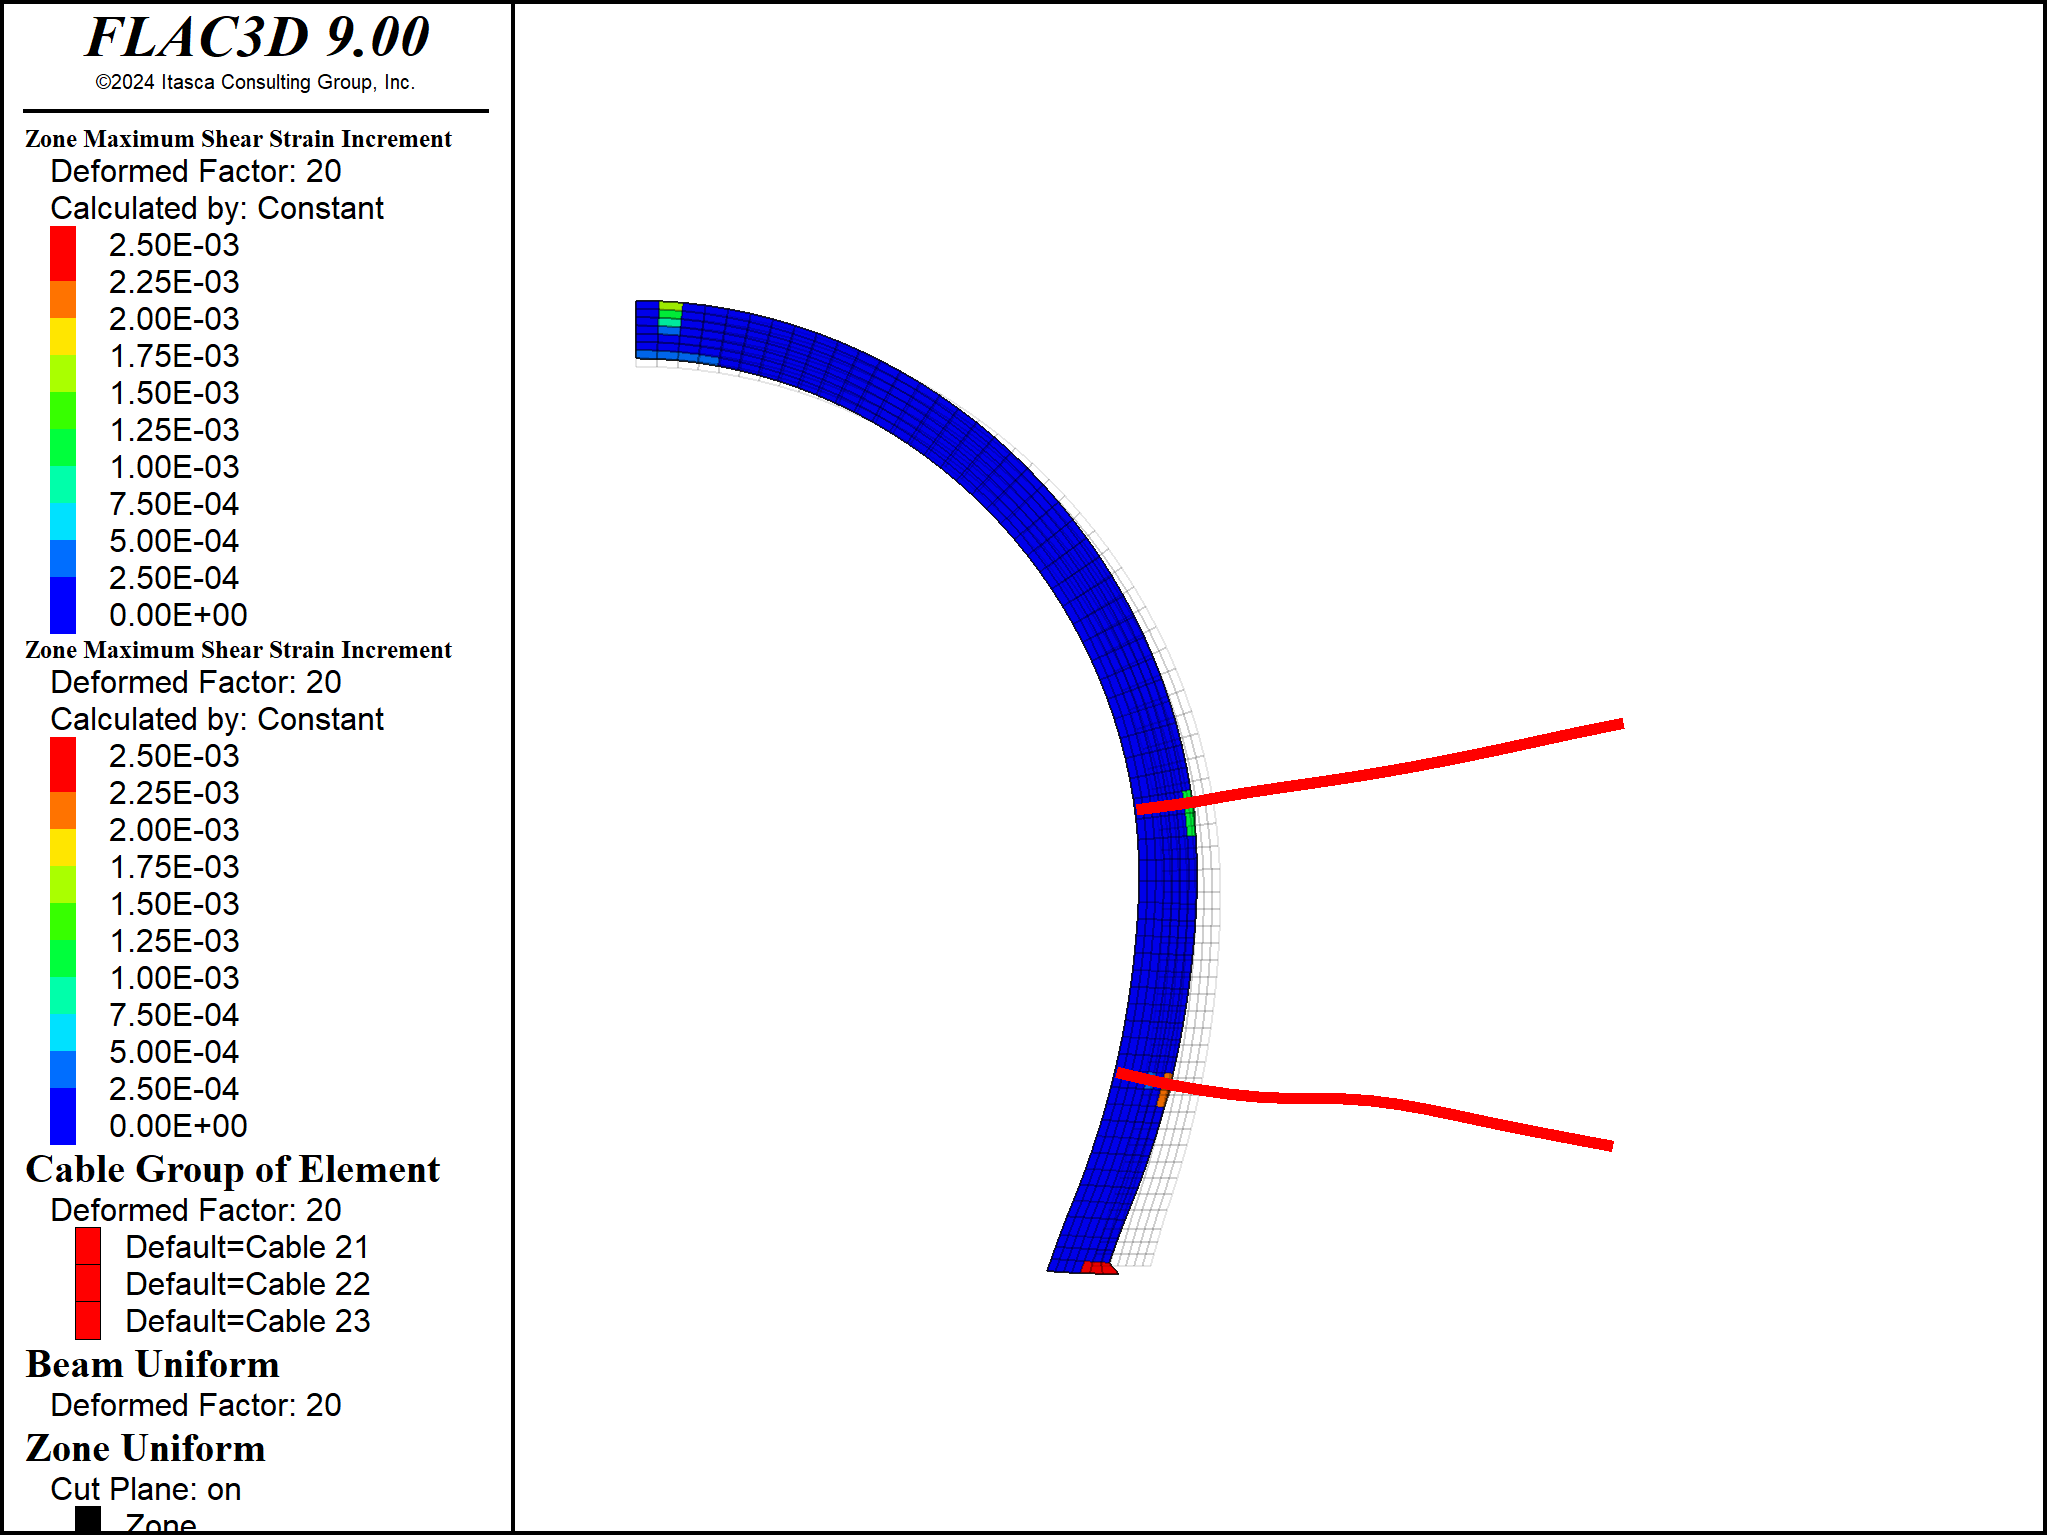 FLAC3D 9.00
©2024 Itasca Consulting Group, Inc.
Zone Maximum Shear Strain Increment
Deformed Factor: 20
Calculated by: Constant
2.50E-03
2.25E-03
2.00E-03
1.75E-03
1.50E-03
1.25E-03
1.00E-03
7.50E-04
5.00E-04
2.50E-04
0.00E+00
Zone Maximum Shear Strain Increment
Deformed Factor: 20
Calculated by: Constant
2.50E-03
2.25E-03
2.00E-03
1.75E-03
1.50E-03
1.25E-03
1.00E-03
7.50E-04
5.00E-04
2.50E-04
0.00E+00
Cable Group of Element
Deformed Factor: 20
Default=Cable 21
Default=Cable 22
Default=Cable 23
Beam Uniform
Deformed Factor: 20
Zone Uniform
Cut Plane: on
Zone